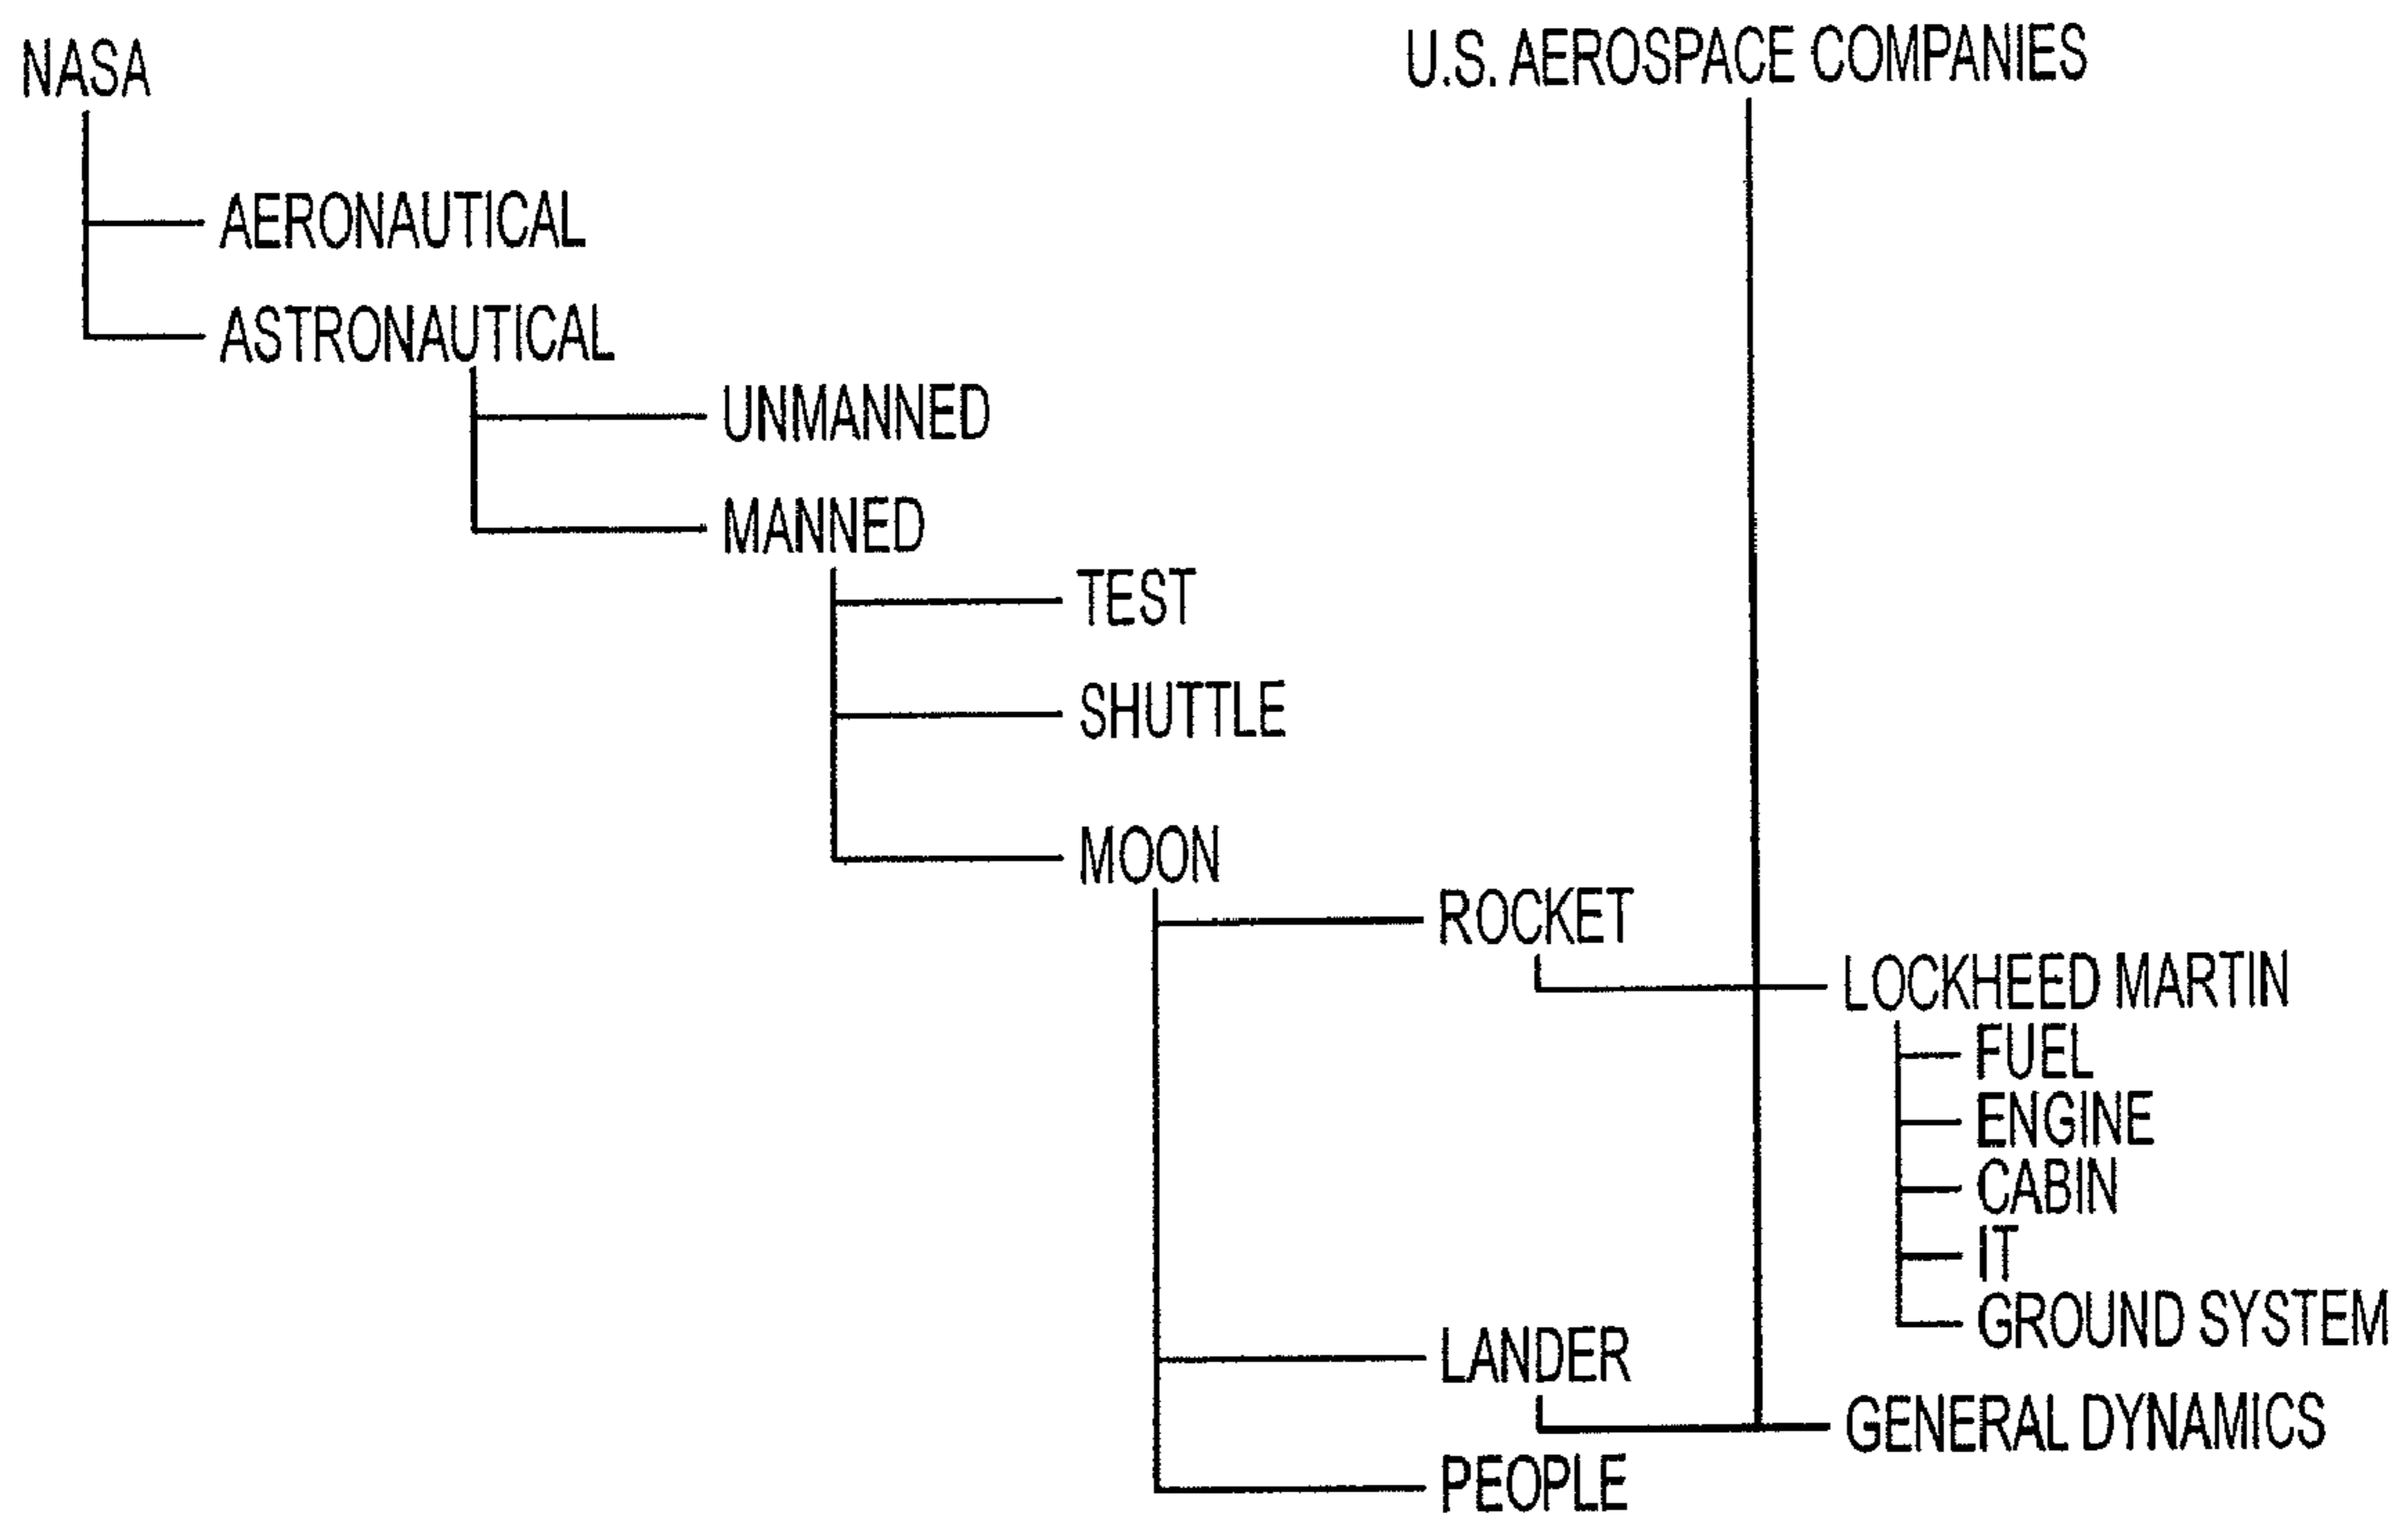 NASA
U.S. AEROSPACE COMPANIES
AERONAUTICAL
ASTRONAUTICAL
UNMANNED
MANNED
TEST
SHUTTLE
MOON
ROCKET
LOCKHEED MARTIN
FUEL
ENGINE
CABIN
IT
GROUND SYSTEM
LANDER
GENERAL DYNAMICS
PEOPLE